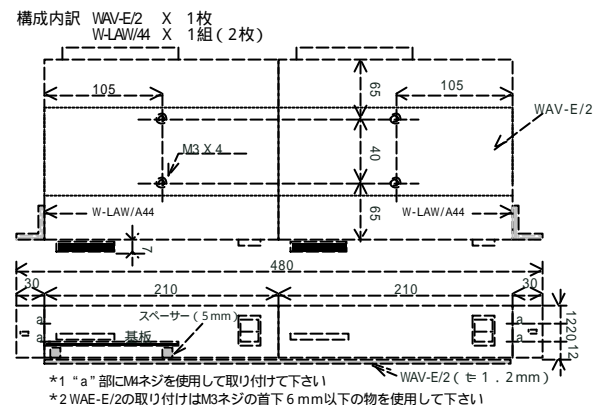 構成内訳 WAV-E/2 X 1枚
W-LAW/44 X 1組(2枚)
105
65
105
WAV-E/2
M3 X 4
40
W-LAW/A44
65
W-LAW/A44
7
480
30
210
210
30
スペーサー(5mm)
a
a
基板
a
a
12
20
12
WAV-E/2(t=1.2mm)
*1 “a”部にM4ネジを使用して取り付けて下さい
*2 WAE-E/2の取り付けはM3ネジの首下6mm以下の物を使用して下さい